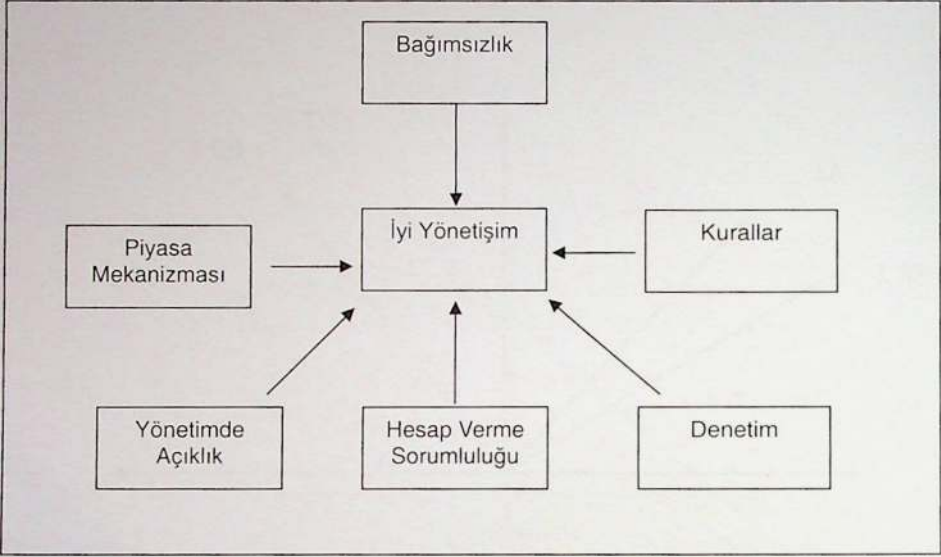 Bağımsızlık
İyi Yönetişim
Piyasa
Mekanizması
Kurallar
Yönetimde
Açıklık
Hesap Verme
Sorumluluğu
Denetim